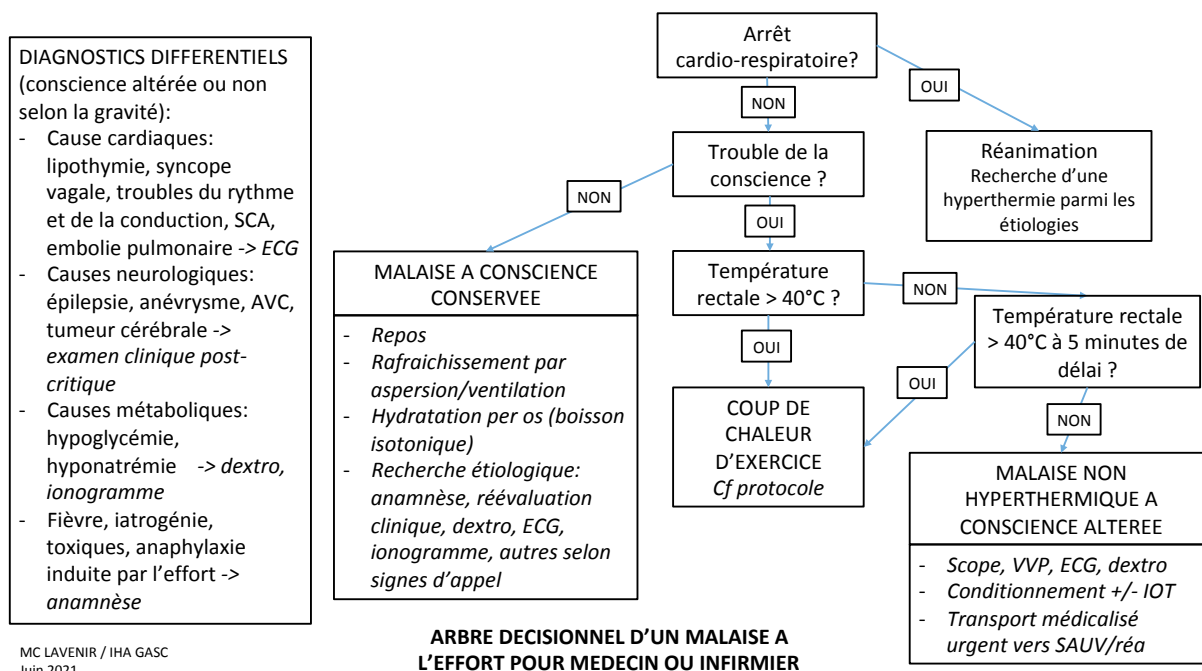 DIAGNOSTICS DIFFERENTIELS
(conscience altérée ou non
selon la gravité):
- Cause cardiaques:
lipothymie, syncope
vagale, troubles du rythme
et de la conduction, SCA,
embolie pulmonaire -> ECG
- Causes neurologiques:
épilepsie, anévrysme, AVC,
tumeur cérébrale ->
examen clinique post-
critique
- Causes métaboliques:
hypoglycémie,
hyponatrémie -> dextro,
ionogramme
- Fièvre, iatrogénie,
toxiques, anaphylaxie
induite par l'effort ->
anamnèse
Arrêt
cardio-respiratoire?
OUI
NON
Réanimation
Recherche d'une
hyperthermie parmi les
étiologies
Trouble de la
conscience ?
NON
OUI
MALAISE A CONSCIENCE
CONSERVEE
- Repos
- Rafraichissement par
aspersion/ventilation
- Hydratation per os (boisson
isotonique)
- Recherche étiologique:
anamnèse, réévaluation
clinique, dextro, ECG,
ionogramme, autres selon
signes d'appel
Température
rectale > 40°C ?
NON
OUI
Température rectale
> 40°C à 5 minutes de
délai ?
OUI
NON
COUP DE
CHALEUR
D'EXERCICE
Cf protocole
MALAISE NON
HYPERTHERMIQUE A
CONSCIENCE ALTEREE
- Scope, VVP, ECG, dextro
- Conditionnement +/- IOT
- Transport médicalisé
urgent vers SAUV/réa
MC LAVENIR / IHA GASC
Juin 2021
ARBRE DECISIONNEL D'UN MALAISE A
L'EFFORT POUR MEDECIN OU INFIRMIER